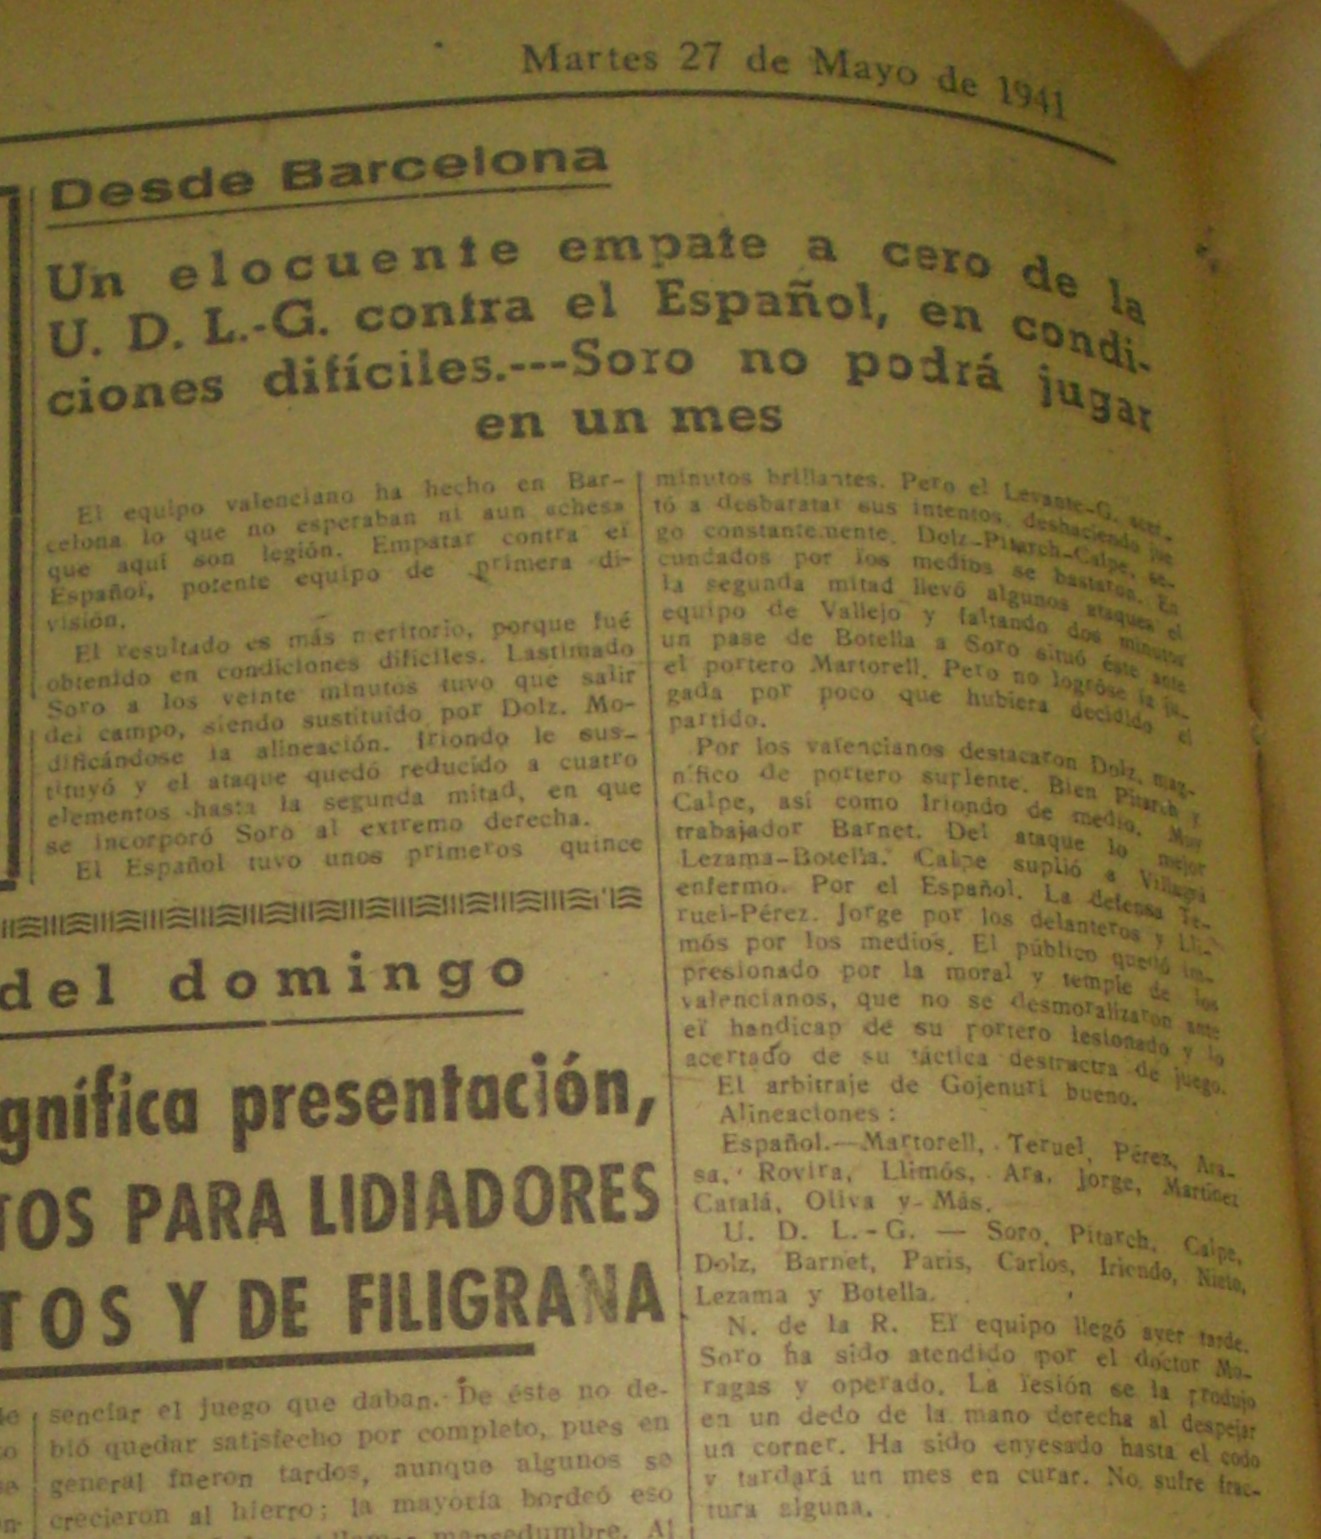 Martes 27 de Mayo de 1941
Desde Barcelona
Un elocuente empate a cero de la
U. D. L.-G. contra el Español, en condi-
ciones difíciles.---Soro no podrá jugar
en un mes
El equipo valenciano ha hecho en Bar-
celona lo que no esperaban ni aun achesa
que aquí son legión. Empatar contra el
Español, potente equipo de primera di-
visión.
El resultado es más meritorio, porque fué
obtenido en condiciones difíciles. Lastimado
Soro a los veinte minutos tuvo que salir
del campo, siendo sustituído por Dolz. Mo-
dificándose la alineación. Iriondo le sus-
tituyó y el ataque quedó reducido a cuatro
elementos hasta la segunda mitad, en que
se incorporó Soro al extremo derecha.
El Español tuvo unos primeros quince
minutos brillantes. Pero el Levante-G. acer-
tó a desbaratar sus intentos, deshaciendo jue
go constantemente. Dolz-Pitarch-Calpe, se-
cundados por los medios se bastaron. En
la segunda mitad llevó algunos ataques el
equipo de Vallejo y faltando dos minutos
un pase de Botella a Soro situó éste ante
el portero Martorell. Pero no logróse la ju-
gada por poco que hubiera decidido el
partido.
Por los valencianos destacaron Dolz, mag-
nífico de portero suplente. Bien Pitarch y
Calpe, así como Iriondo de medio. Muy
trabajador Barnet. Del ataque lo mejor
Lezama-Botella. Calpe suplió a Villagrá
enfermo. Por el Español. La defensa Te-
ruel-Pérez. Jorge por los delanteros y Lli-
mós por los medios. El público quedó im-
presionado por la moral y temple de los
valencianos, que no se desmoralizaron ante
el handicap de su portero lesionado y lo
acertado de su táctica destractra de juego.
El arbitraje de Gojenuri bueno.
Alineaciones:
Español.—Martorell, Teruel, Pérez, Ara-
sa, Rovira, Llimós, Ara, Jorge, Martínez
Catalá, Oliva y Más.
U. D. L.-G. — Soro, Pitarch, Calpe,
Dolz, Barnet, Paris, Carlos, Iriondo, Nieto,
Lezama y Botella.
N. de la R. El equipo llegó ayer tarde.
Soro ha sido atendido por el doctor Mo-
ragas y operado. La lesión se la produjo
en un dedo de la mano derecha al despejar
un corner. Ha sido enyesado hasta el codo
y tardará un mes en curar. No sufre frac-
tura alguna.
del domingo
gnífica presentación,
TOS PARA LIDIADORES
TOS Y DE FILIGRANA
senciar el juego que daban. De éste no de-
bió quedar satisfecho por completo, pues en
general fueron tardos, aunque algunos se
crecieron al hierro; la mayoría bordeó eso
mansedumbre. Al